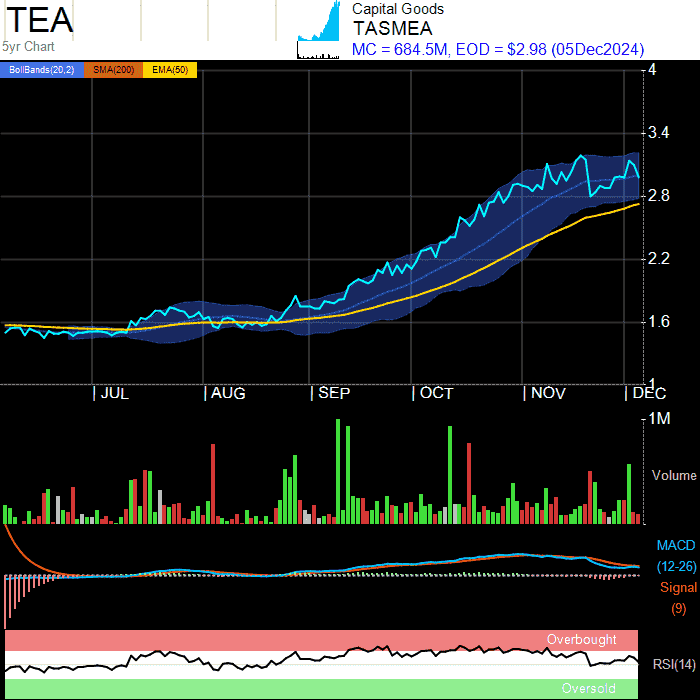 TEA
5yr Chart
Capital Goods
TASMEA
MC = 684.5M, EOD = $2.98 (05Dec2024)
BollBands(20,2) SMA(200) EMA(50)
4
3.4
2.8
2.2
1.6
1
| JUL | AUG | SEP | OCT | NOV | DEC
1M
Volume
MACD
(12-26)
Signal
(9)
Overbought
RSI(14)
Oversold